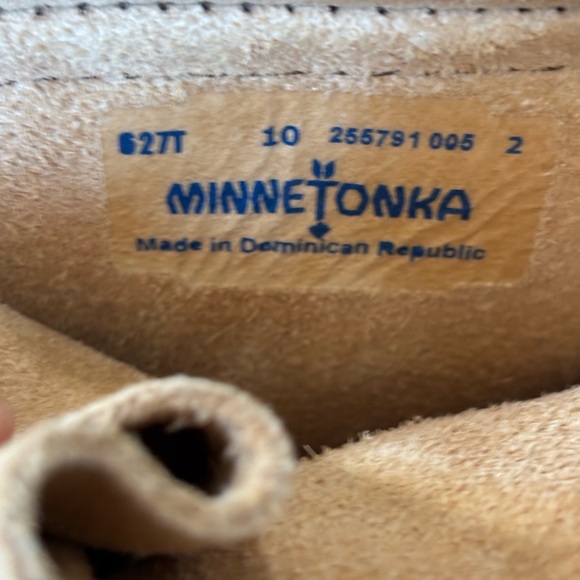 627T 10 255791 005 2
MINNETONKA
Made in Dominican Republic